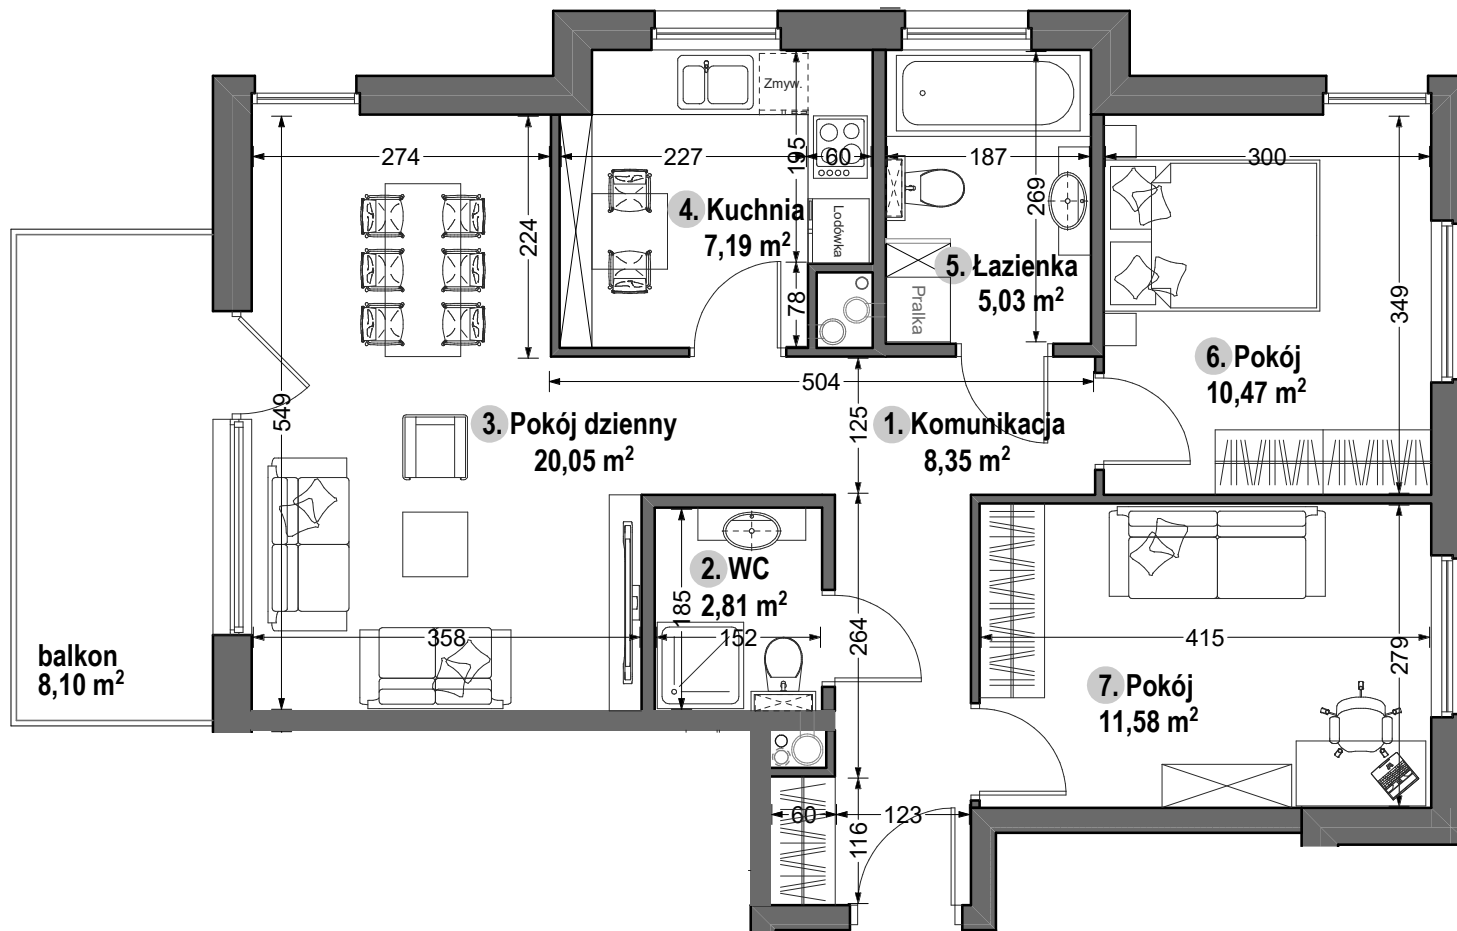 Zmyw.
274
227
195
60
187
269
300
224
4. Kuchnia
7,19 m²
Lodówka
5. Łazienka
5,03 m²
78
Pralka
349
6. Pokój
10,47 m²
504
549
3. Pokój dzienny
20,05 m²
125
1. Komunikacja
8,35 m²
2. WC
2,81 m²
185
152
264
358
415
279
balkon
8,10 m²
7. Pokój
11,58 m²
60
123
116